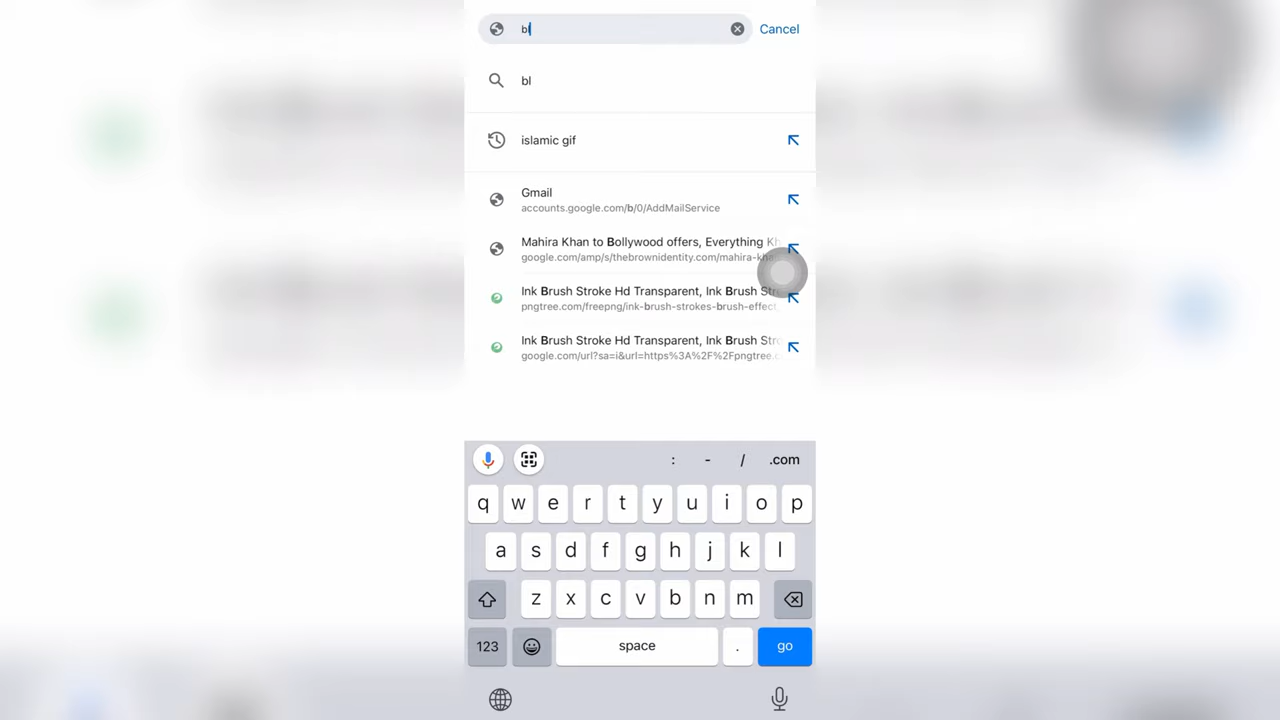 bl
Cancel
bl
islamic gif
Gmail
accounts.google.com/b/0/AddMailService
Mahira Khan to Bollywood offers, Everything Kh
google.com/amp/s/thebrownidentity.com/mahira-kha
Ink Brush Stroke Hd Transparent, Ink Brush Stro
pngtree.com/freepng/ink-brush-strokes-brush-effect
Ink Brush Stroke Hd Transparent, Ink Brush Stro
google.com/url?sa=i&url=https%3A%2F%2Fpngtree.c
: - / .com
q w e r t y u i o p
a s d f g h j k l
z x c v b n m
123 space . go